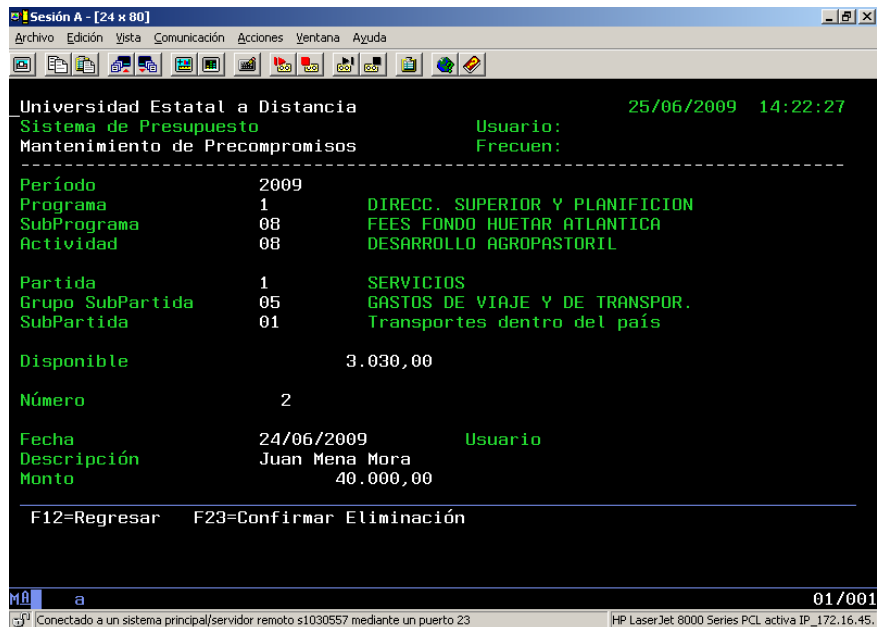 Sesión A - [24 x 80]
Archivo Edición Vista Comunicación Acciones Ventana Ayuda
Universidad Estatal a Distancia 25/06/2009 14:22:27
Sistema de Presupuesto Usuario:
Mantenimiento de Precompromisos Frecuen:
Período 2009
Programa 1 DIRECC. SUPERIOR Y PLANIFICION
SubPrograma 08 FEES FONDO HUETAR ATLANTICA
Actividad 08 DESARROLLO AGROPASTORIL
Partida 1 SERVICIOS
Grupo SubPartida 05 GASTOS DE VIAJE Y DE TRANSPOR.
SubPartida 01 Transportes dentro del país
Disponible 3.030,00
Número 2
Fecha 24/06/2009 Usuario
Descripción Juan Mena Mora
Monto 40.000,00
F12=Regresar F23=Confirmar Eliminación
MA a 01/001
Conectado a un sistema principal/servidor remoto s1030557 mediante un puerto 23 HP LaserJet 8000 Series PCL activa IP_172.16.45.